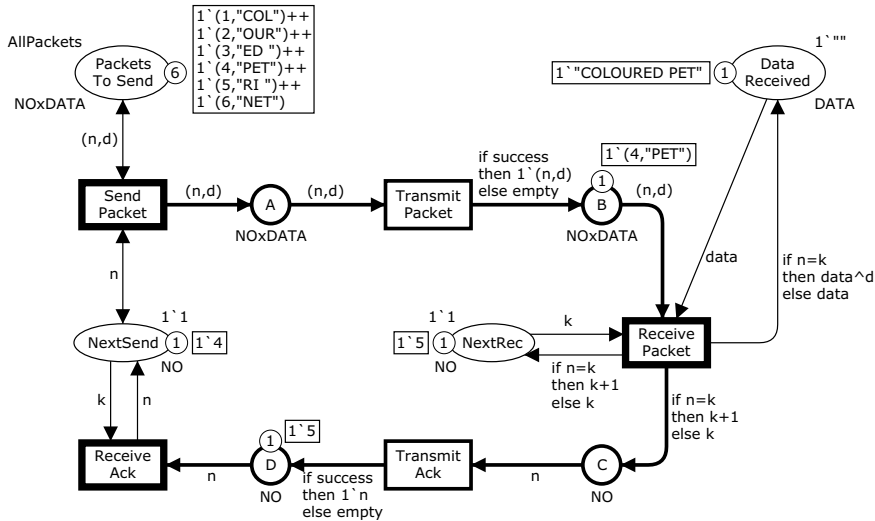 AllPackets
Packets
To Send
6
NOxDATA
1`(1,"COL")++
1`(2,"OUR")++
1`(3,"ED ")++
1`(4,"PET")++
1`(5,"RI ")++
1`(6,"NET")
1`""
1`"COLOURED PET"
1
Data
Received
DATA
(n,d)
Send
Packet
(n,d)
A
NOxDATA
(n,d)
Transmit
Packet
if success
then 1`(n,d)
else empty
1`(4,"PET")
1
B
NOxDATA
(n,d)
data
if n=k
then data^d
else data
n
1`1
NextSend
1
1`4
NO
1`1
1`5
1
NextRec
NO
k
if n=k
then k+1
else k
Receive
Packet
if n=k
then k+1
else k
k
n
Receive
Ack
n
1
1`5
D
NO
if success
then 1`n
else empty
Transmit
Ack
n
C
NO